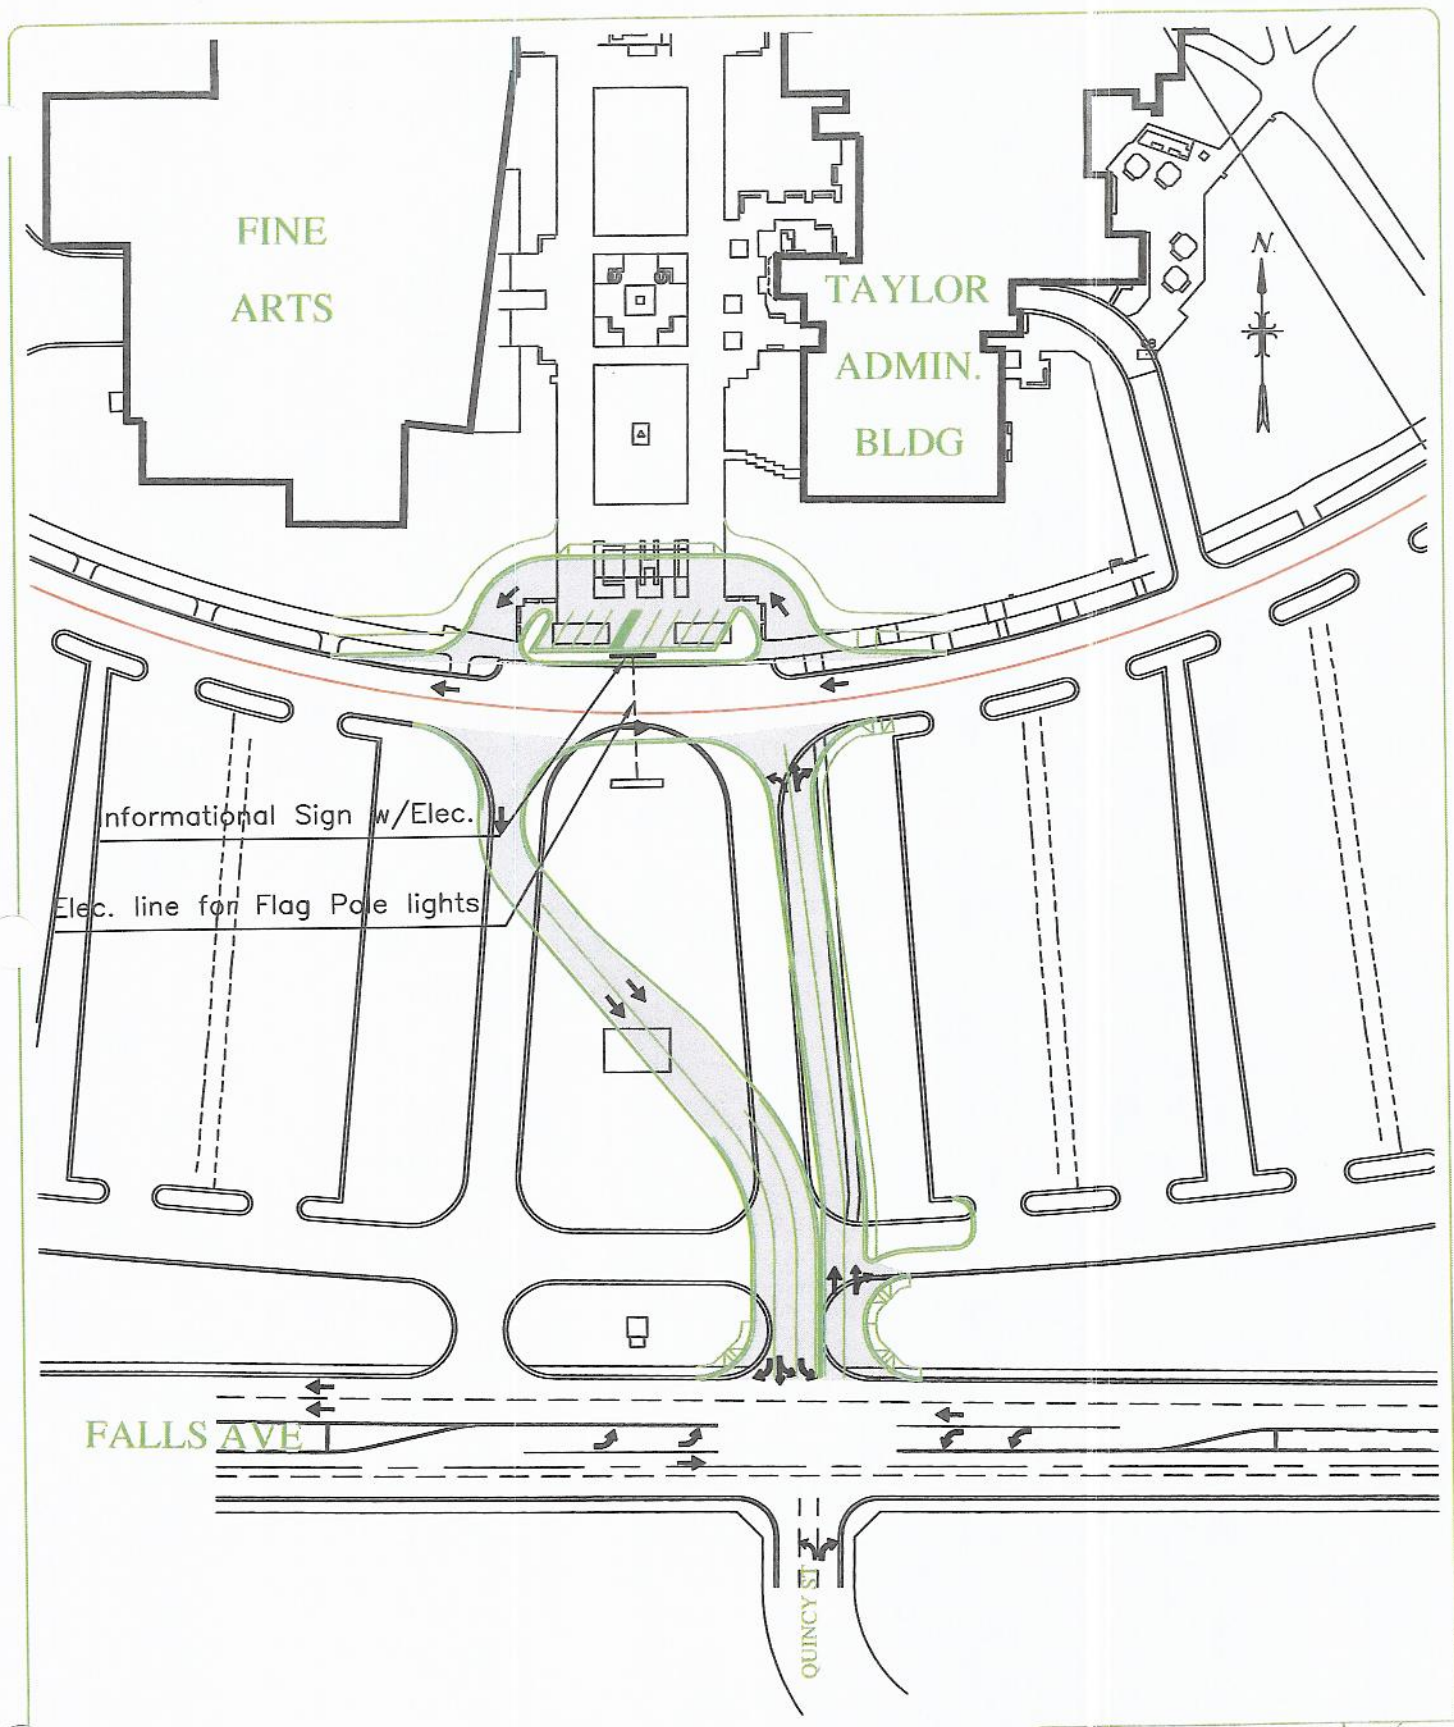 FINE
ARTS
TAYLOR
ADMIN.
BLDG
N.
Informational Sign w/Elec.
Elec. line for Flag Pole lights
FALLS AVE
QUINCY ST